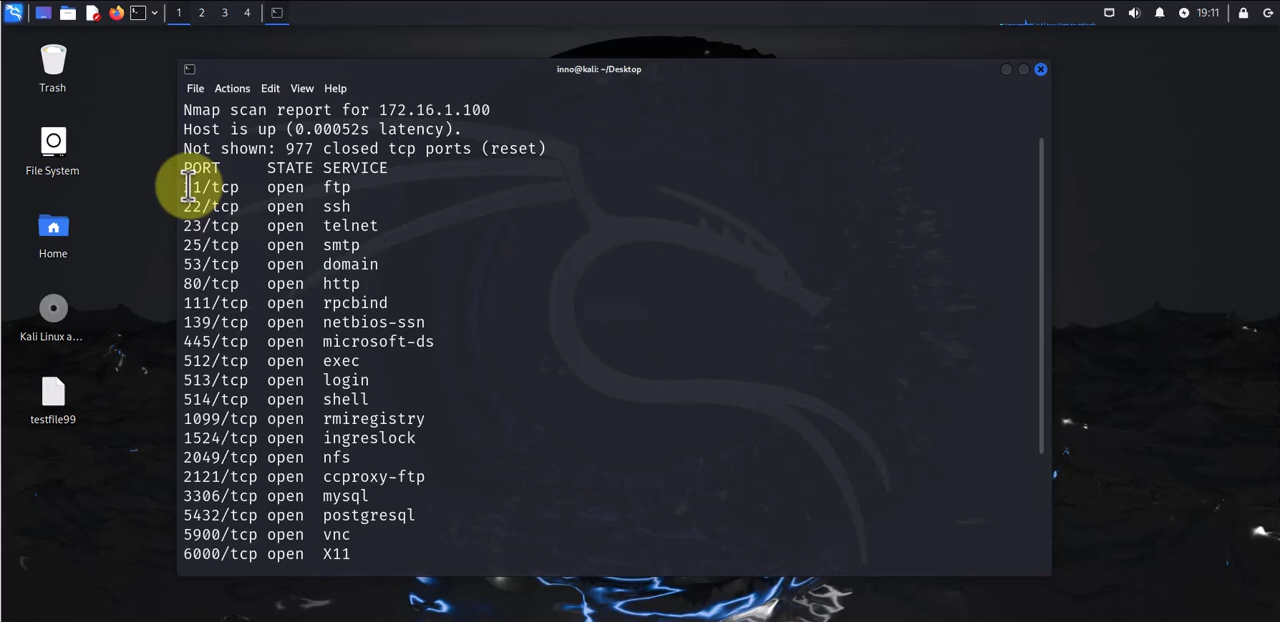 1 2 3 4
19:11
Trash
File System
Home
Kali Linux a...
testfile99
inno@kali: ~/Desktop
File Actions Edit View Help
Nmap scan report for 172.16.1.100
Host is up (0.00052s latency).
Not shown: 977 closed tcp ports (reset)
PORT STATE SERVICE
21/tcp open ftp
22/tcp open ssh
23/tcp open telnet
25/tcp open smtp
53/tcp open domain
80/tcp open http
111/tcp open rpcbind
139/tcp open netbios-ssn
445/tcp open microsoft-ds
512/tcp open exec
513/tcp open login
514/tcp open shell
1099/tcp open rmiregistry
1524/tcp open ingreslock
2049/tcp open nfs
2121/tcp open ccproxy-ftp
3306/tcp open mysql
5432/tcp open postgresql
5900/tcp open vnc
6000/tcp open X11